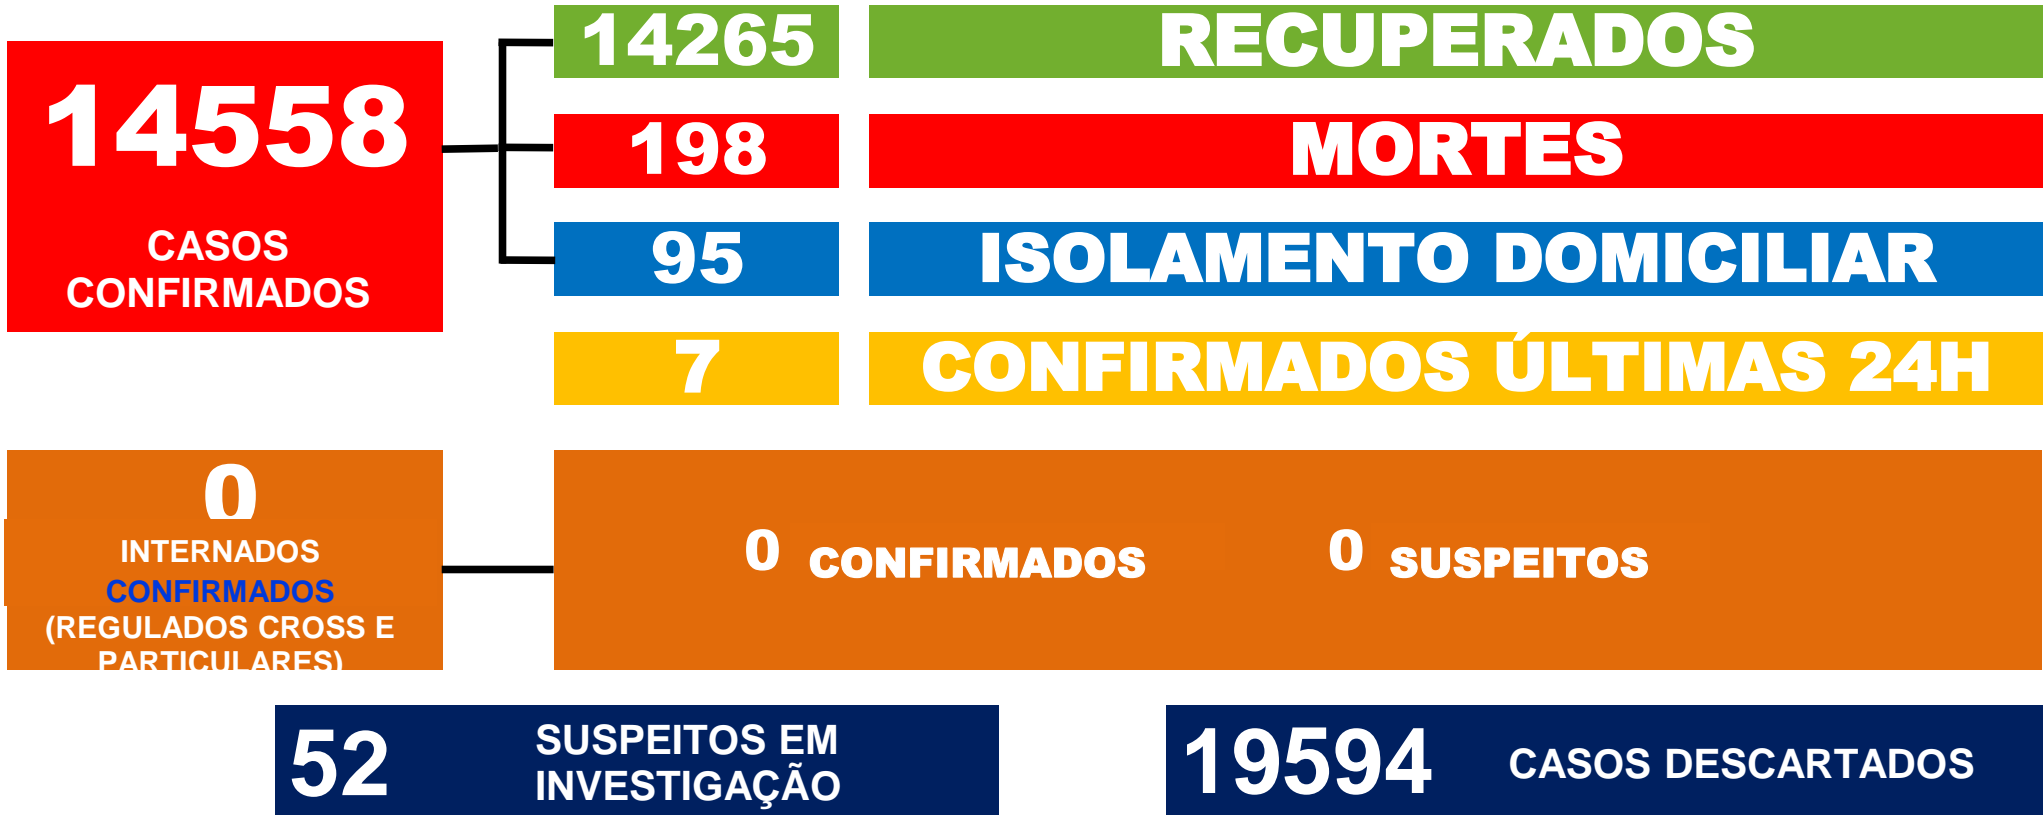 14558
CASOS
CONFIRMADOS
14265 RECUPERADOS
198 MORTES
95 ISOLAMENTO DOMICILIAR
7 CONFIRMADOS ÚLTIMAS 24H
0
INTERNADOS
CONFIRMADOS
(REGULADOS CROSS E
PARTICULARES)
0 CONFIRMADOS 0 SUSPEITOS
52 SUSPEITOS EM
INVESTIGAÇÃO
19594 CASOS DESCARTADOS